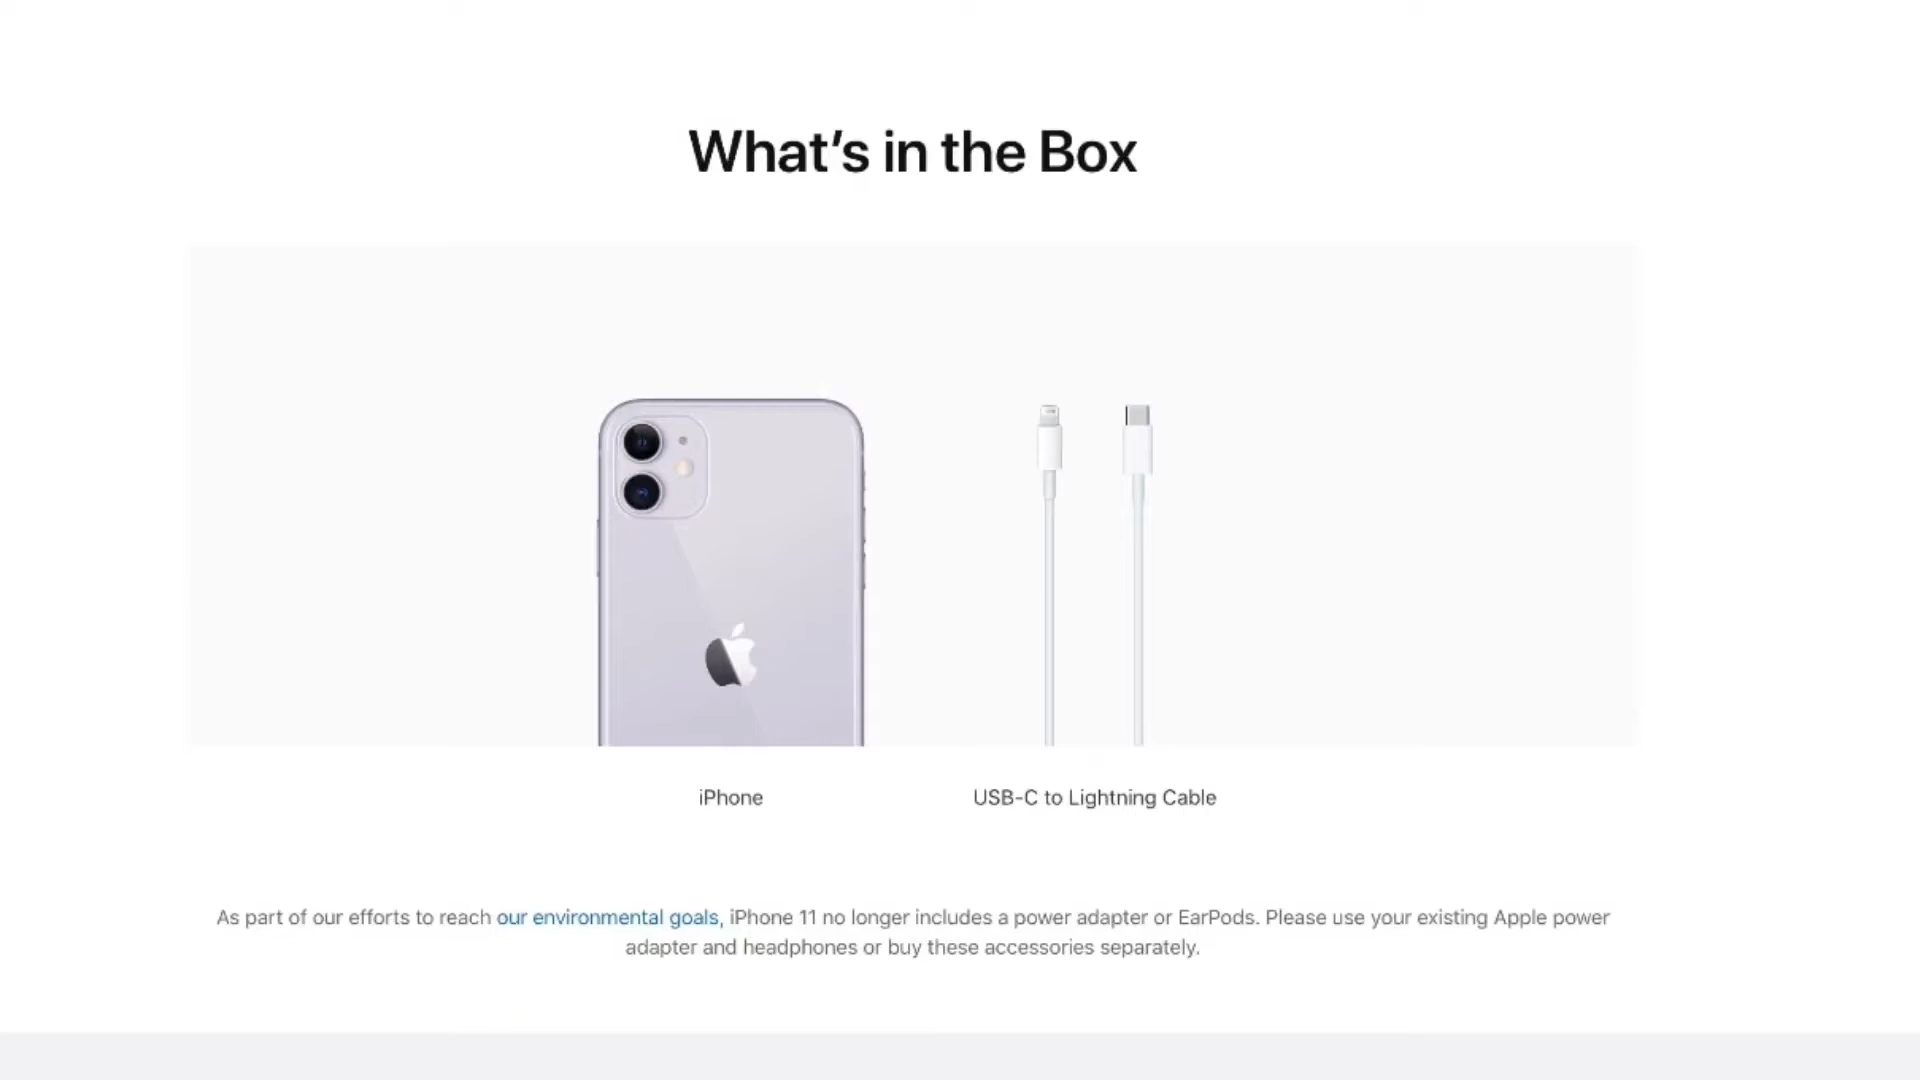 What's in the Box
iPhone
USB-C to Lightning Cable
As part of our efforts to reach our environmental goals, iPhone 11 no longer includes a power adapter or EarPods. Please use your existing Apple power
adapter and headphones or buy these accessories separately.